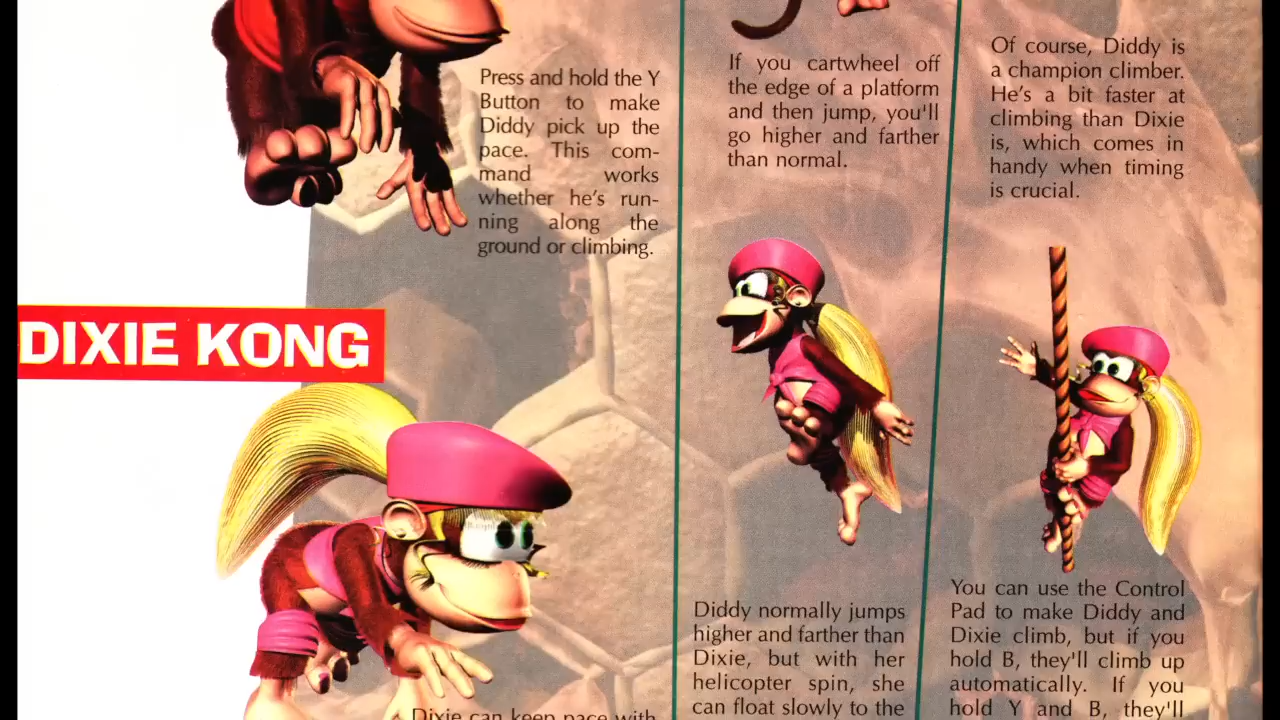 Press and hold the Y
Button to make
Diddy pick up the
pace. This com-
mand works
whether he's run-
ning along the
ground or climbing.
If you cartwheel off
the edge of a platform
and then jump, you'll
go higher and farther
than normal.
Of course, Diddy is
a champion climber.
He's a bit faster at
climbing than Dixie
is, which comes in
handy when timing
is crucial.
DIXIE KONG
Dixie can keep pace with
Diddy normally jumps
higher and farther than
Dixie, but with her
helicopter spin, she
can float slowly to the
You can use the Control
Pad to make Diddy and
Dixie climb, but if you
hold B, they'll climb up
automatically. If you
hold Y and B, they'll